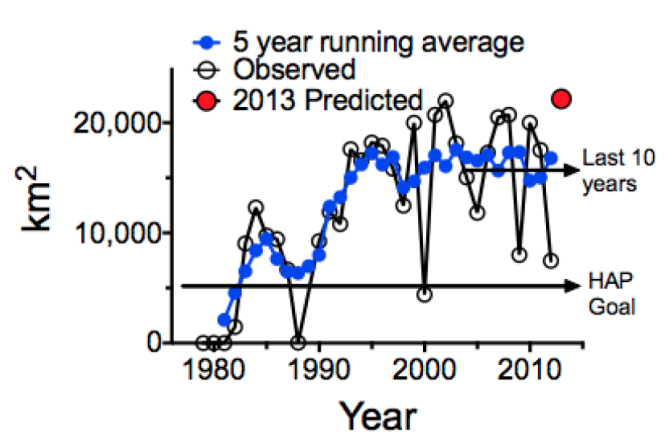 5 year running average
Observed
2013 Predicted
20,000
10,000
0
km2
Last 10
years
HAP
Goal
1980 1990 2000 2010
Year